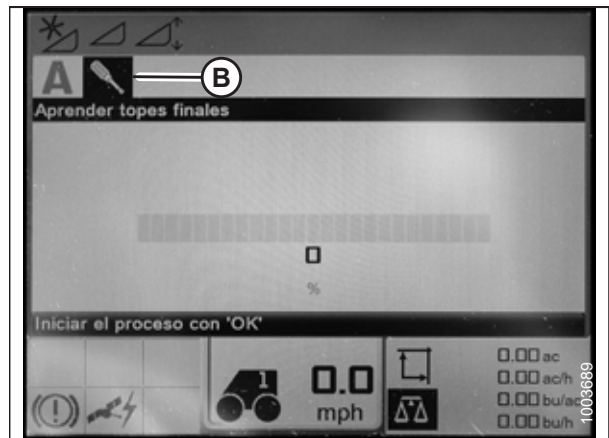 A
B
Aprender topes finales
0
%
Iniciar el proceso con 'OK'
1
0.0
mph
0.00 ac
0.00 ac/h
0.00 bu/ac
0.00 bu/h
1003689